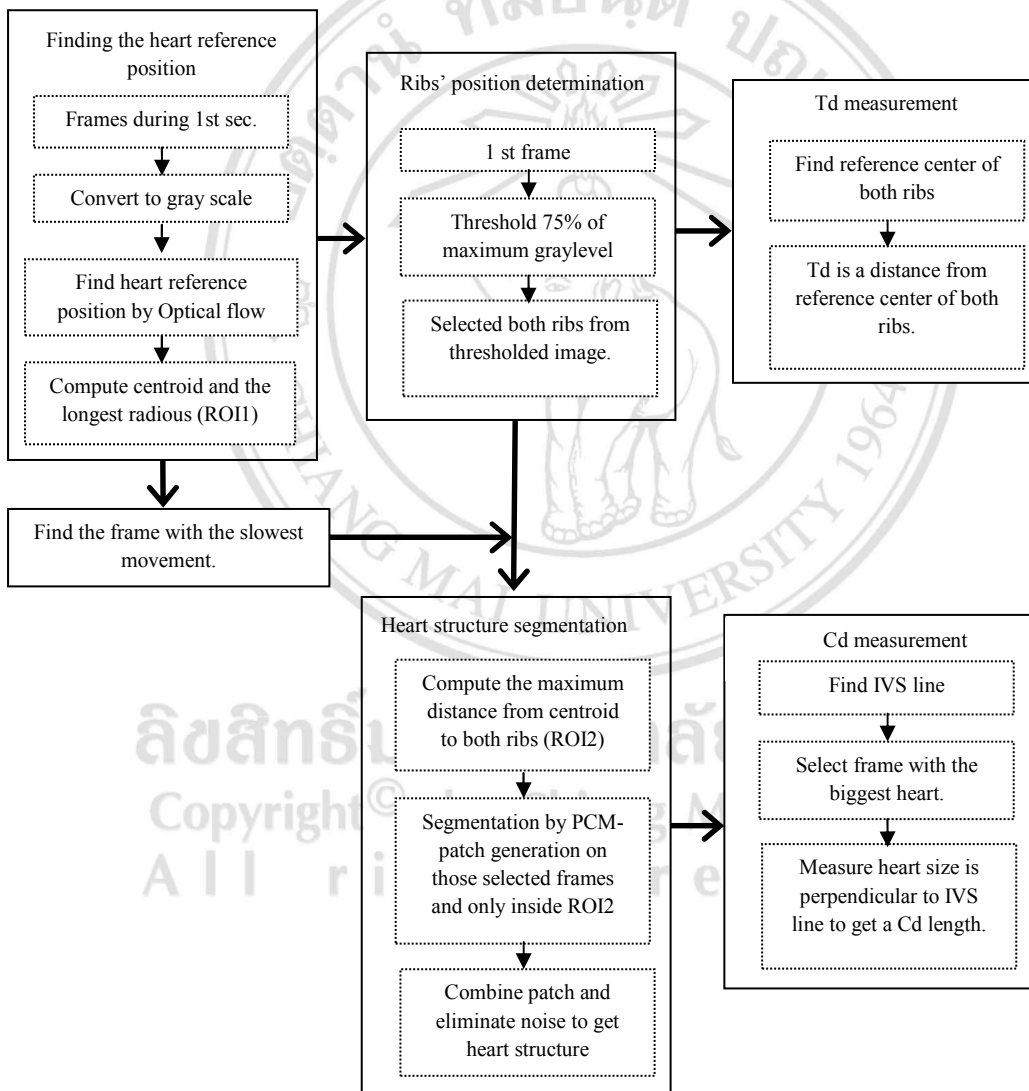 Finding the heart reference
position
Frames during 1st sec.
Convert to gray scale
Find heart reference
position by Optical flow
Compute centroid and the
longest radious (ROI1)
Find the frame with the slowest
movement.
Ribs' position determination
1 st frame
Threshold 75% of
maximum graylevel
Selected both ribs from
thresholded image.
Td measurement
Find reference center of
both ribs
Td is a distance from
reference center of both
ribs.
Heart structure segmentation
Compute the maximum
distance from centroid
to both ribs (ROI2)
Segmentation by PCM-
patch generation on
those selected frames
and only inside ROI2
Combine patch and
eliminate noise to get
heart structure
Cd measurement
Find IVS line
Select frame with the
biggest heart.
Measure heart size is
perpendicular to IVS
line to get a Cd length.
CHIANG MAI UNIVERSITY 1964
Copyright©
All